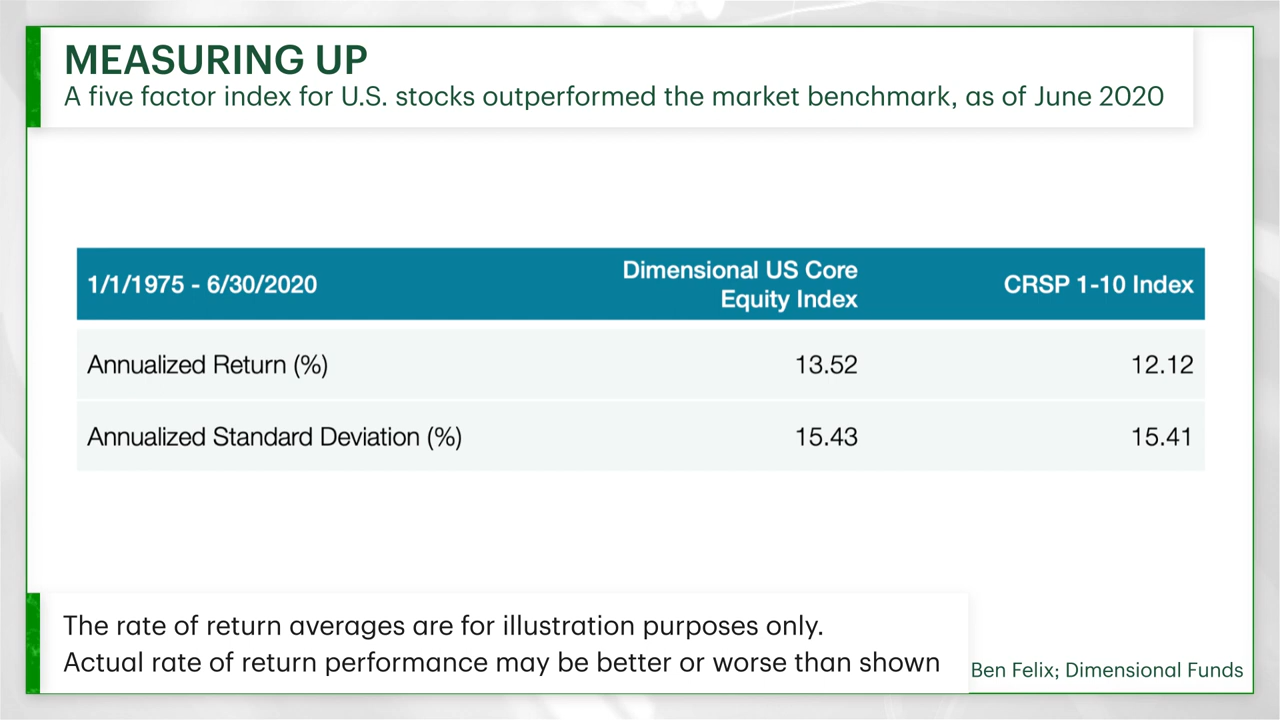 MEASURING UP
A five factor index for U.S. stocks outperformed the market benchmark, as of June 2020
1/1/1975 - 6/30/2020 Dimensional US Core Equity Index CRSP 1-10 Index
Annualized Return (%) 13.52 12.12
Annualized Standard Deviation (%) 15.43 15.41
The rate of return averages are for illustration purposes only.
Actual rate of return performance may be better or worse than shown
Ben Felix; Dimensional Funds